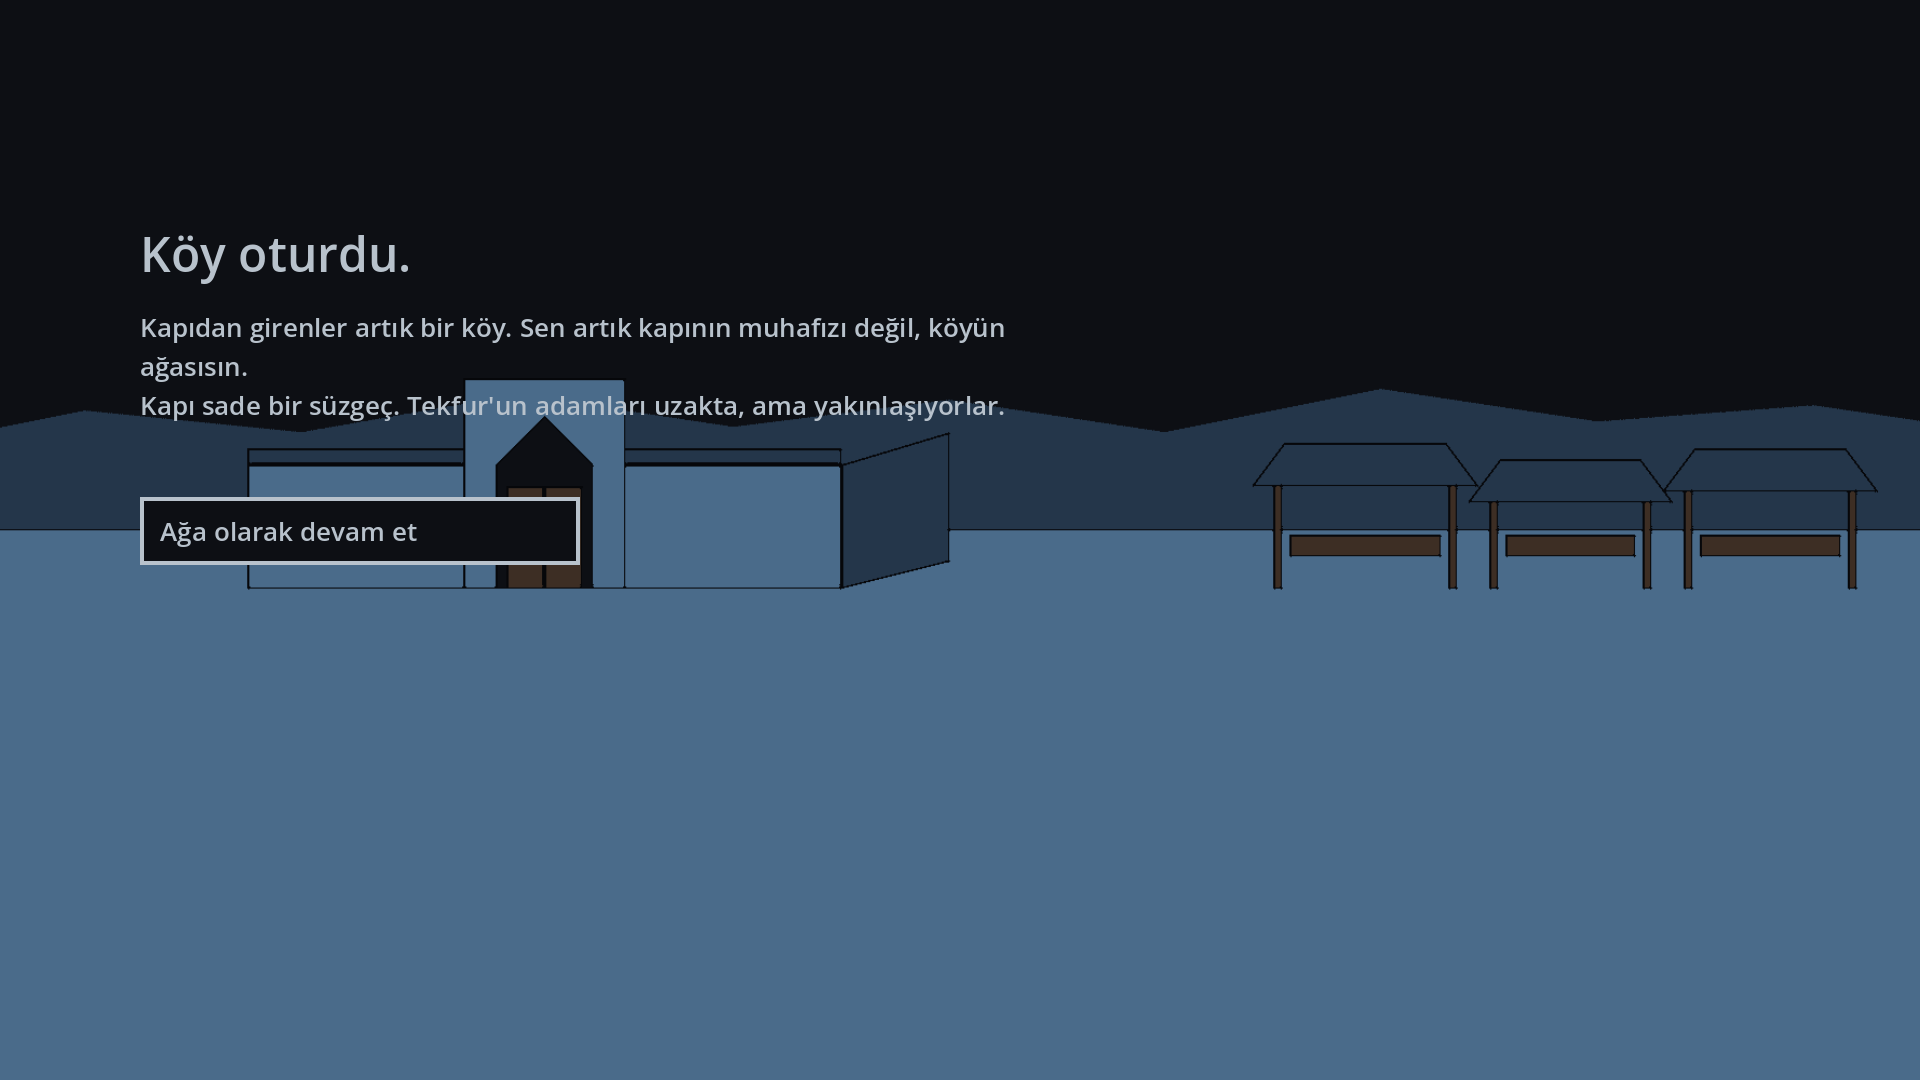 Köy oturdu.
Kapıdan girenler artık bir köy. Sen artık kapının muhafızı değil, köyün
ağasısın.
Kapı sade bir süzgeç. Tekfur'un adamları uzakta, ama yakınlaşıyorlar.
Ağa olarak devam et